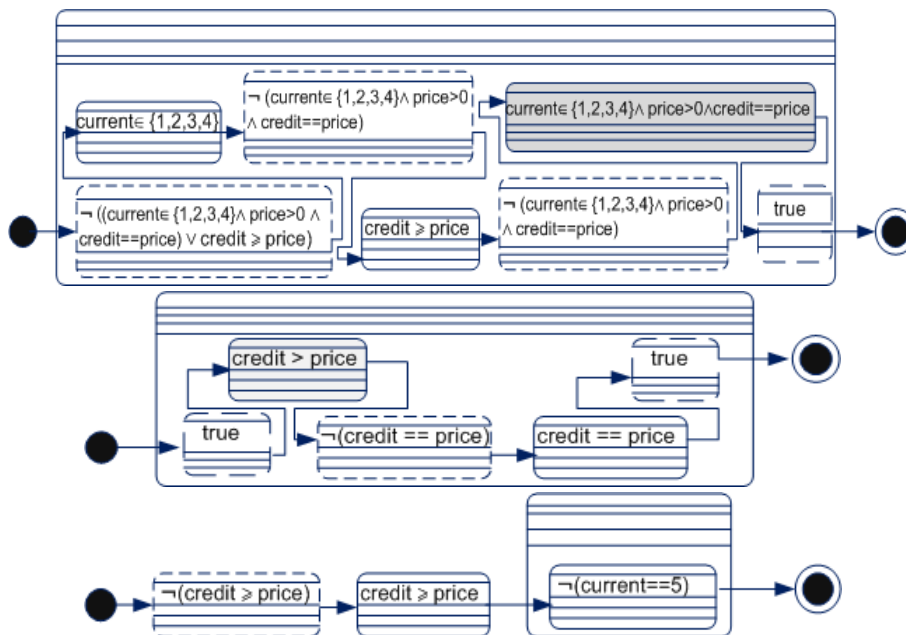 ¬ (current∈ {1,2,3,4}∧ price>0
∧ credit==price)
current∈ {1,2,3,4}∧ price>0∧credit==price
current∈ {1,2,3,4}
¬ ((current∈ {1,2,3,4}∧ price>0 ∧
credit==price) ∨ credit ⩾ price)
credit ⩾ price
¬ (current∈ {1,2,3,4}∧ price>0
∧ credit==price)
true
credit > price
true
true
¬(credit == price)
credit == price
¬(credit ⩾ price)
credit ⩾ price
¬(current==5)